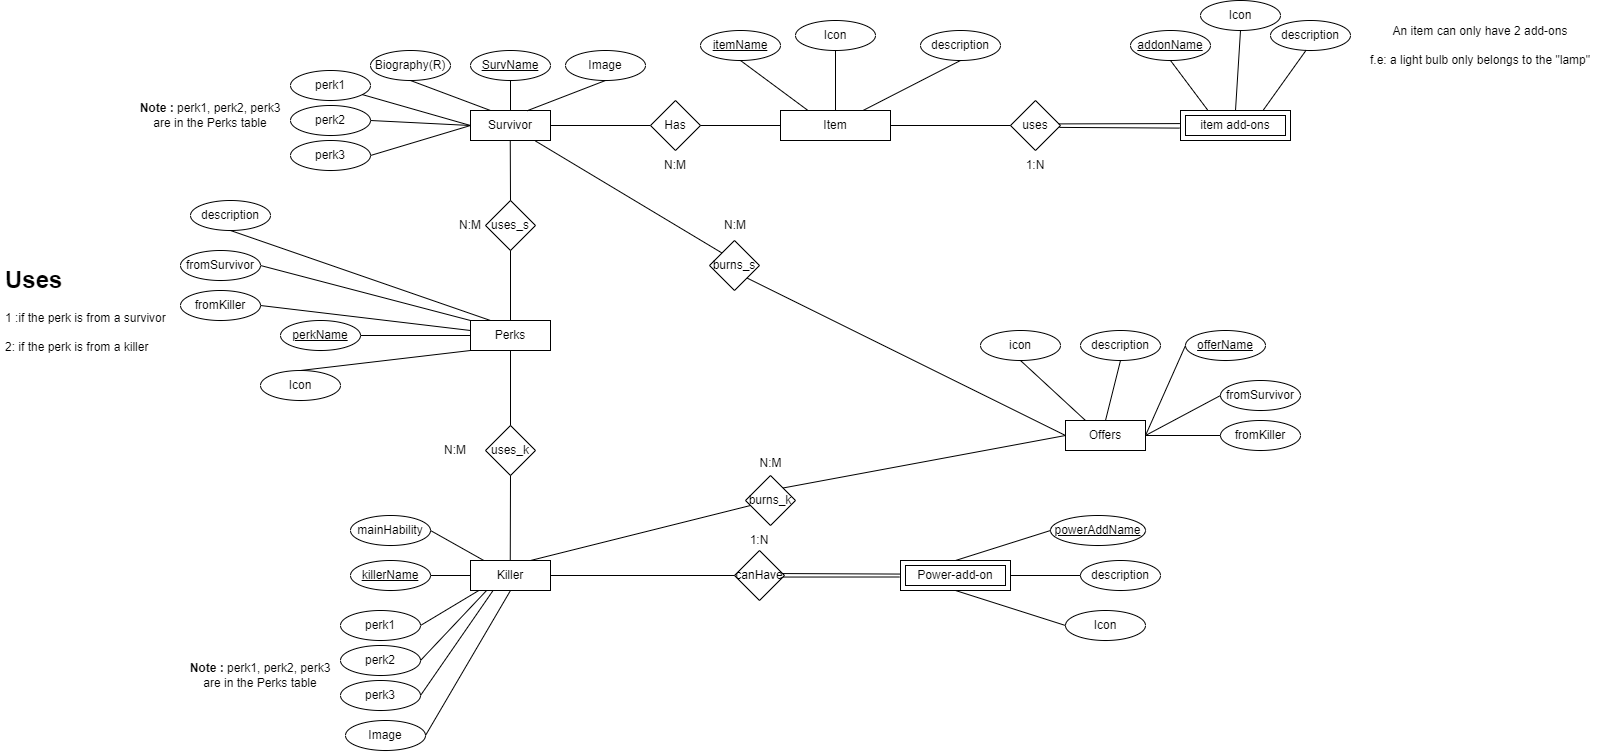 Icon
An item can only have 2 add-ons
itemName
Icon
description
addonName
description
f.e: a light bulb only belongs to the "lamp"
Biography(R)
SurvName
Image
perk1
Note : perk1, perk2, perk3
are in the Perks table
perk2
perk3
Survivor
Has
N:M
Item
uses
1:N
item add-ons
description
N:M
uses_s
N:M
burns_s
fromSurvivor
Uses
fromKiller
1 :if the perk is from a survivor
perkName
Perks
2: if the perk is from a killer
Icon
icon
description
offerName
fromSurvivor
fromKiller
Offers
N:M
uses_k
N:M
burns_k
1:N
mainHability
killerName
Killer
canHave
Power-add-on
powerAddName
description
Icon
perk1
perk2
Note : perk1, perk2, perk3
are in the Perks table
perk3
Image